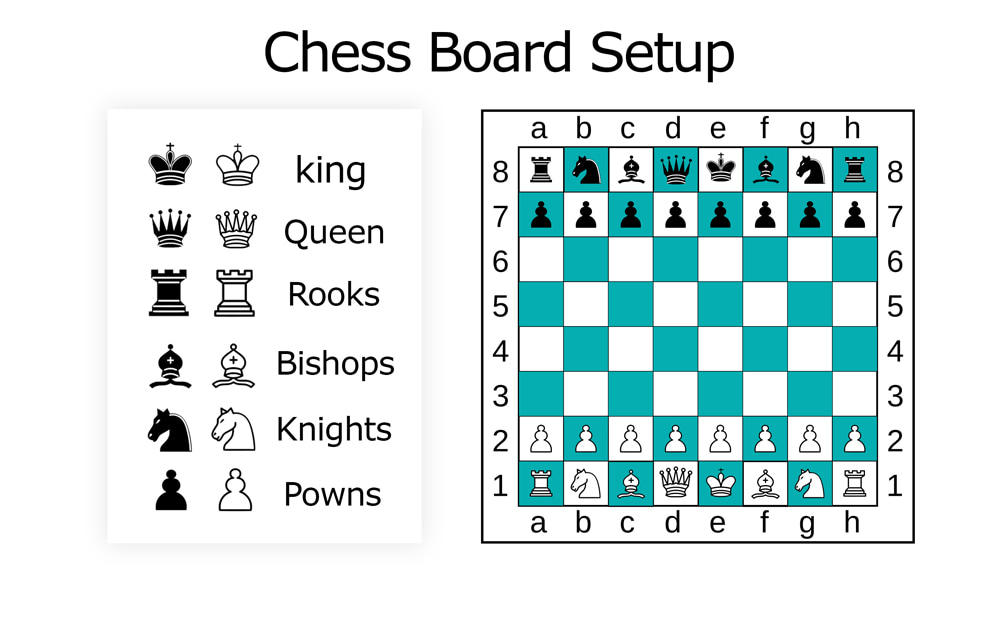 Chess Board Setup
king
Queen
Rooks
Bishops
Knights
Powns
a b c d e f g h
8 8
7 7
6 6
5 5
4 4
3 3
2 2
1 1
a b c d e f g h